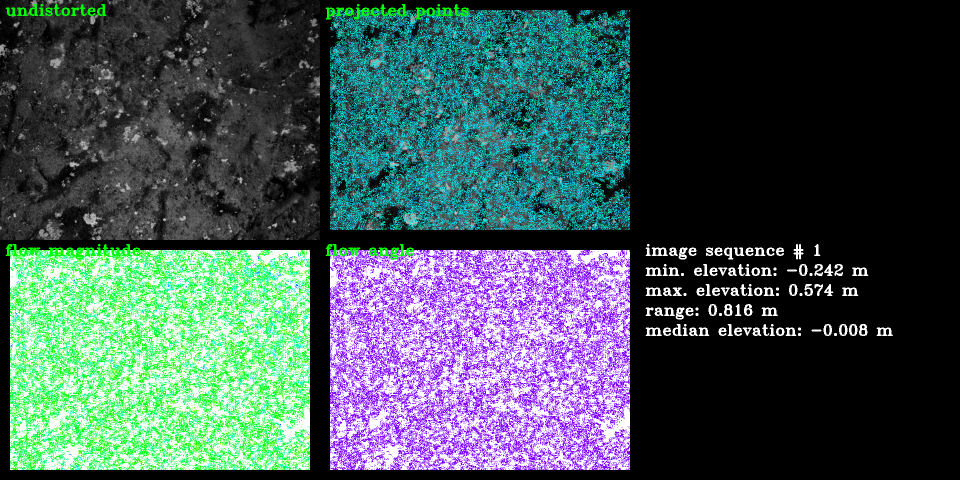 undistorted
projected points
flow magnitude
flow angle
image sequence # 1
min. elevation: -0.242 m
max. elevation: 0.574 m
range: 0.816 m
median elevation: -0.008 m